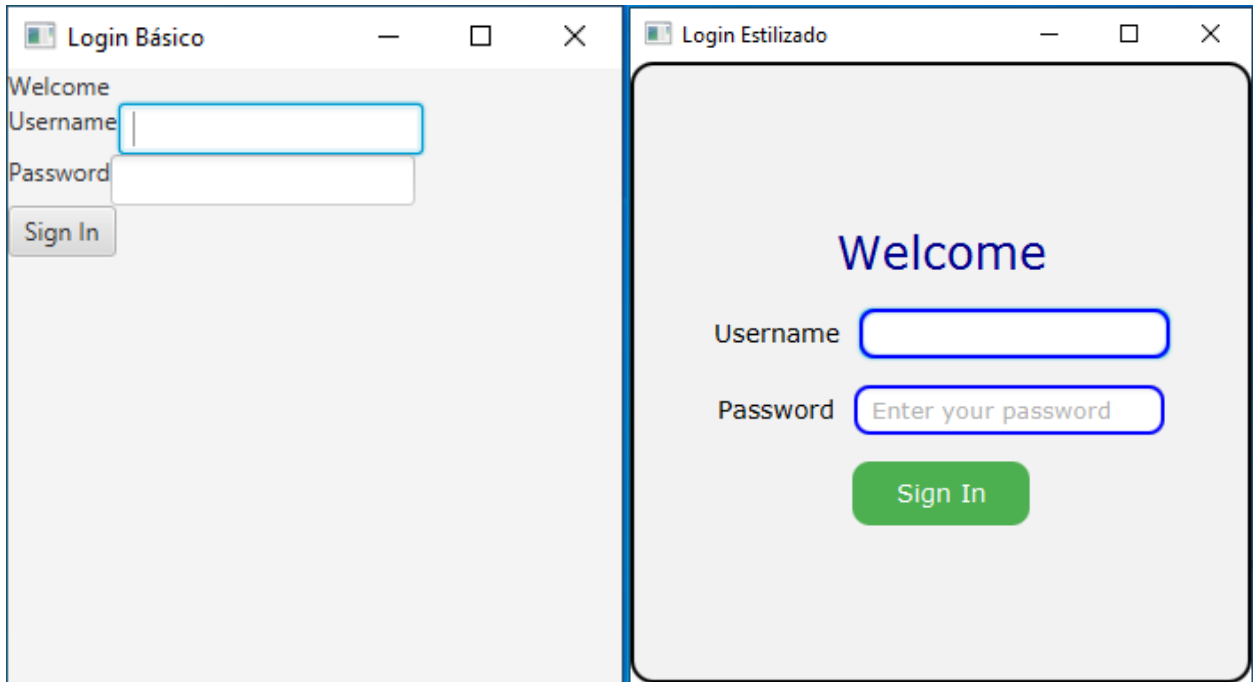 Login Básico
Welcome
Username
Password
Sign In
Login Estilizado
Welcome
Username
Password Enter your password
Sign In